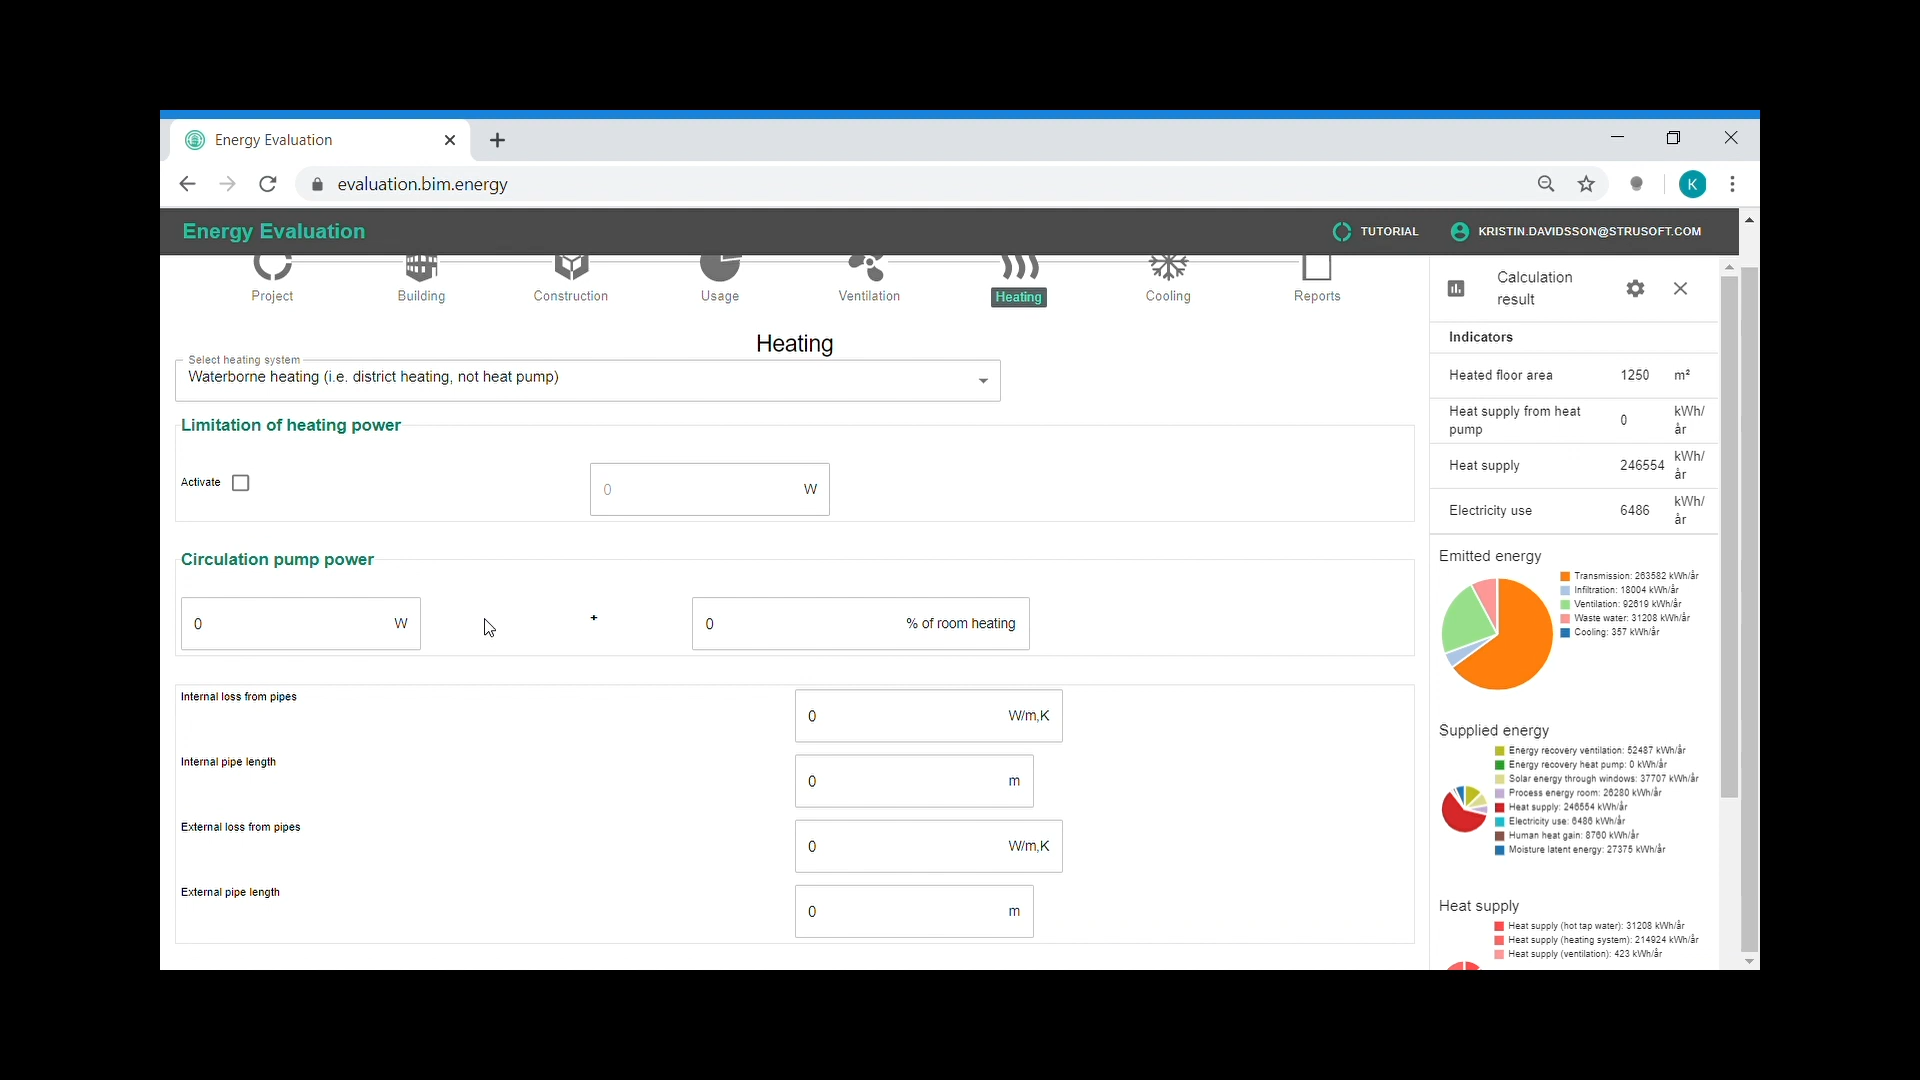 Energy Evaluation
evaluation.bim.energy
K
Energy Evaluation
TUTORIAL
KRISTIN.DAVIDSSON@STRUSOFT.COM
Project
Building
Construction
Usage
Ventilation
Heating
Cooling
Reports
Heating
Select heating system
Waterborne heating (i.e. district heating, not heat pump)
Limitation of heating power
Activate
0 W
Circulation pump power
0 W
+
0 % of room heating
Internal loss from pipes
0 W/m,K
Internal pipe length
0 m
External loss from pipes
0 W/m,K
External pipe length
0 m
Calculation
result
Indicators
Heated floor area 1250 m²
Heat supply from heat
pump 0 kWh/
år
Heat supply 246554 kWh/
år
Electricity use 6486 kWh/
år
Emitted energy
Transmission: 263582 kWh/år
Infiltration: 18004 kWh/år
Ventilation: 92619 kWh/år
Waste water: 31208 kWh/år
Cooling: 357 kWh/år
Supplied energy
Energy recovery ventilation: 52487 kWh/år
Energy recovery heat pump: 0 kWh/år
Solar energy through windows: 37707 kWh/år
Process energy room: 26280 kWh/år
Heat supply: 246554 kWh/år
Electricity use: 6486 kWh/år
Human heat gain: 8760 kWh/år
Moisture latent energy: 27375 kWh/år
Heat supply
Heat supply (hot tap water): 31208 kWh/år
Heat supply (heating system): 214924 kWh/år
Heat supply (ventilation): 423 kWh/år